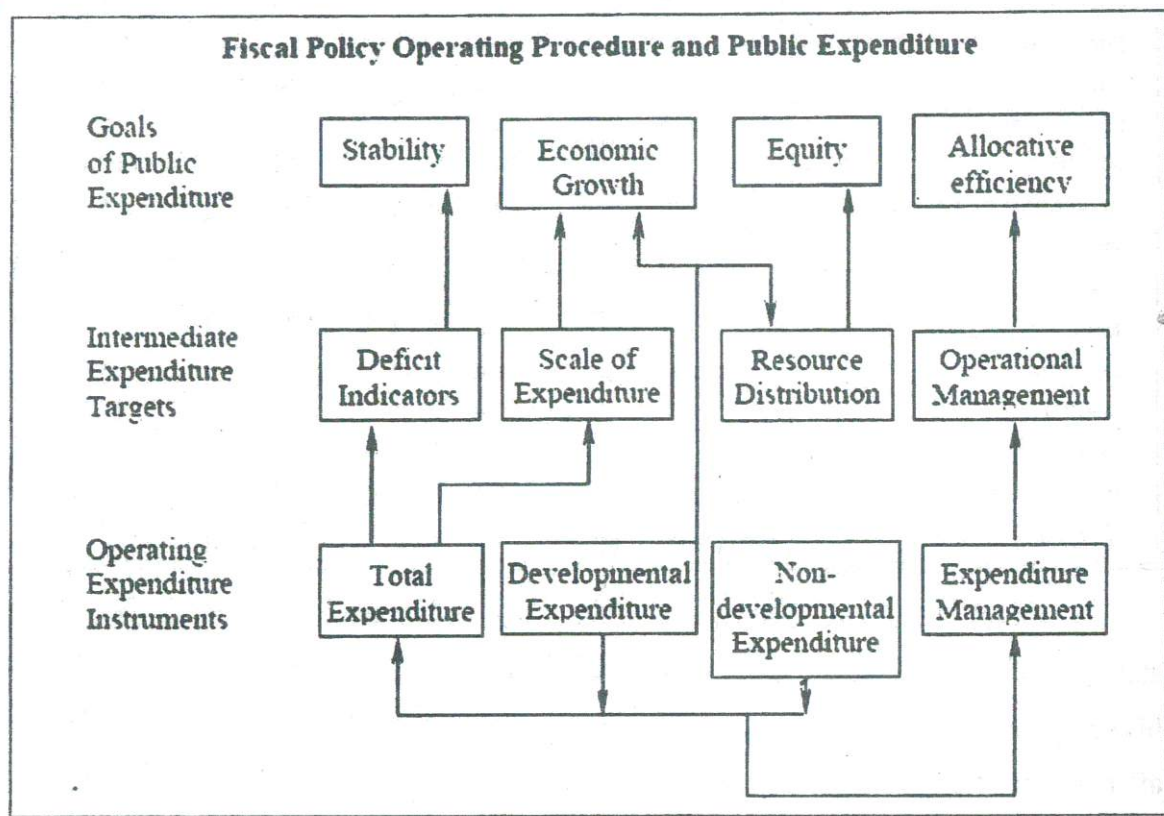 Fiscal Policy Operating Procedure and Public Expenditure
Goals
of Public
Expenditure
Stability
Economic
Growth
Equity
Allocative
efficiency
Intermediate
Expenditure
Targets
Deficit
Indicators
Scale of
Expenditure
Resource
Distribution
Operational
Management
Operating
Expenditure
Instruments
Total
Expenditure
Developmental
Expenditure
Non-
developmental
Expenditure
Expenditure
Management